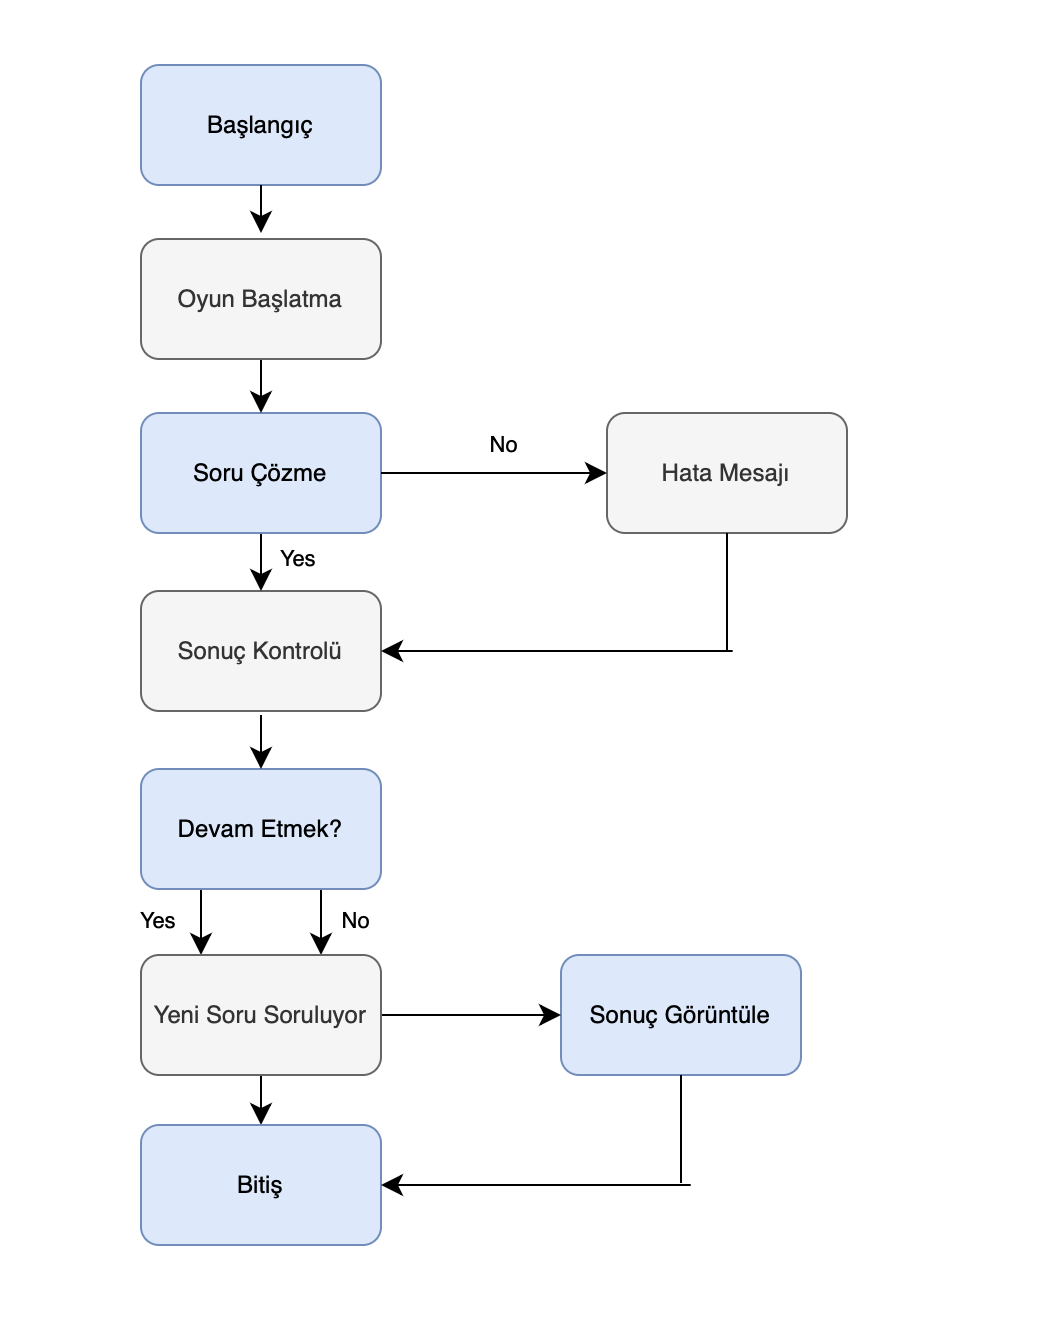 Başlangıç
Oyun Başlatma
Soru Çözme
No
Hata Mesajı
Yes
Sonuç Kontrolü
Devam Etmek?
Yes
No
Yeni Soru Soruluyor
Sonuç Görüntüle
Bitiş